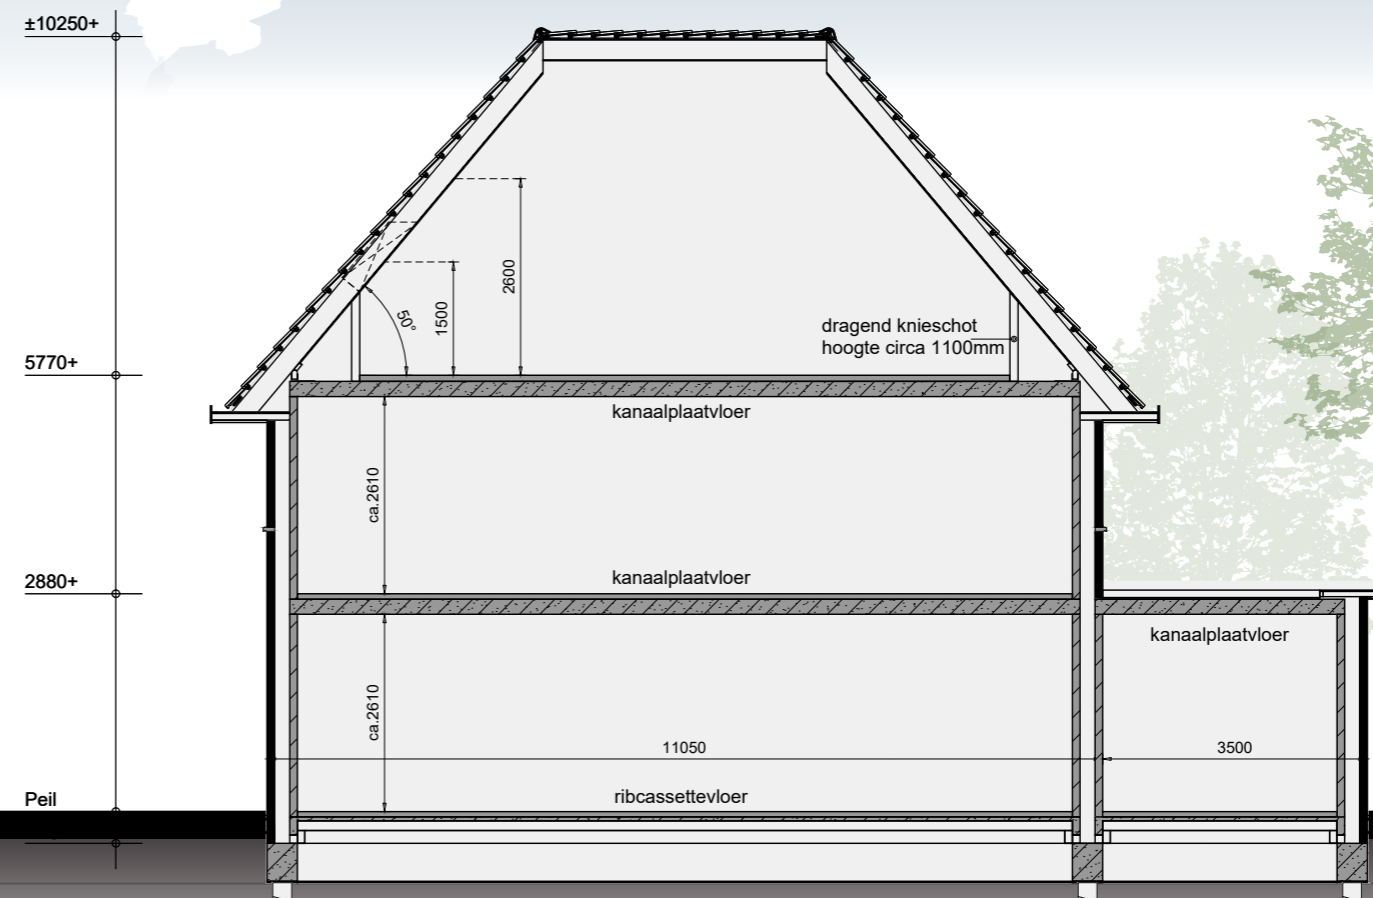 ±10250+
2600
1500
50°
dragend knieschot
hoogte circa 1100mm
5770+
kanaalplaatvloer
ca.2610
kanaalplaatvloer
2880+
kanaalplaatvloer
ca.2610
11050
3500
ribcassettevloer
Peil